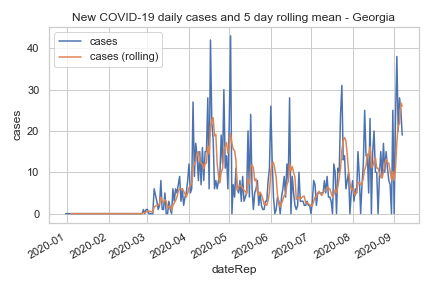 New COVID-19 daily cases and 5 day rolling mean - Georgia
cases
cases (rolling)
40
30
20
10
0
cases
2020-01
2020-02
2020-03
2020-04
2020-05
2020-06
2020-07
2020-08
2020-09
dateRep